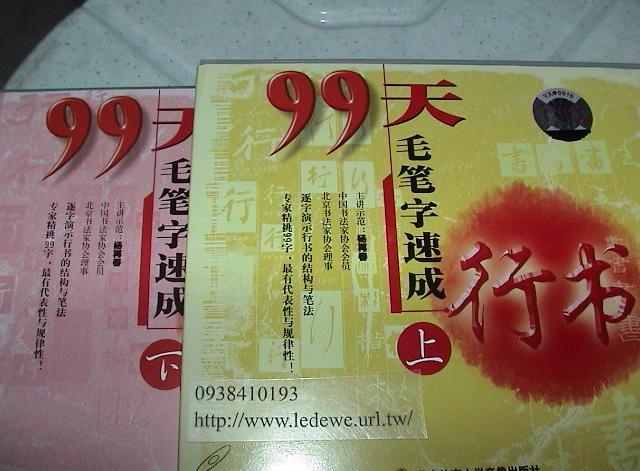 99天
毛笔字速成
下
主讲示范:杨再春
中国书法家协会会员
北京书法家协会理事
逐字演示行书的结构与笔法
专家精挑99字,最有代表性与规律性!
99天
毛笔字速成
上
行书
主讲示范:杨再春
中国书法家协会会员
北京书法家协会理事
逐字演示行书的结构与笔法
专家精挑99字,最有代表性与规律性!
0938410193
http://www.ledewe.url.tw/